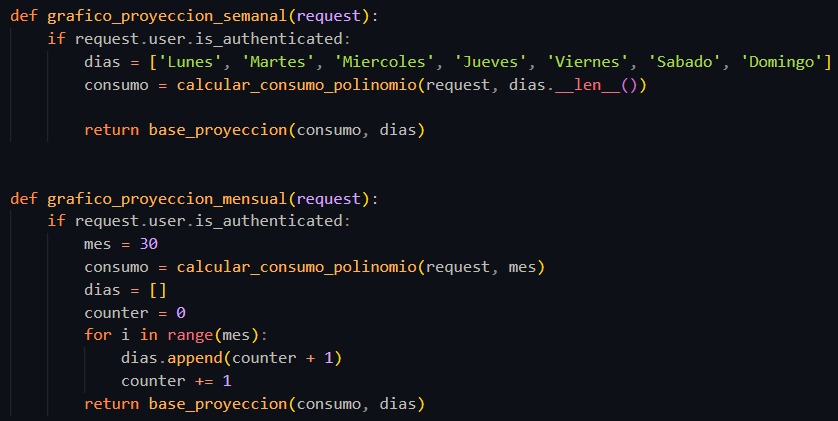 def grafico_proyeccion_semanal(request):
    if request.user.is_authenticated:
        dias = ['Lunes', 'Martes', 'Miercoles', 'Jueves', 'Viernes', 'Sabado', 'Domingo']
        consumo = calcular_consumo_polinomio(request, dias.__len__())
        return base_proyeccion(consumo, dias)
def grafico_proyeccion_mensual(request):
    if request.user.is_authenticated:
        mes = 30
        consumo = calcular_consumo_polinomio(request, mes)
        dias = []
        counter = 0
        for i in range(mes):
            dias.append(counter + 1)
            counter += 1
        return base_proyeccion(consumo, dias)